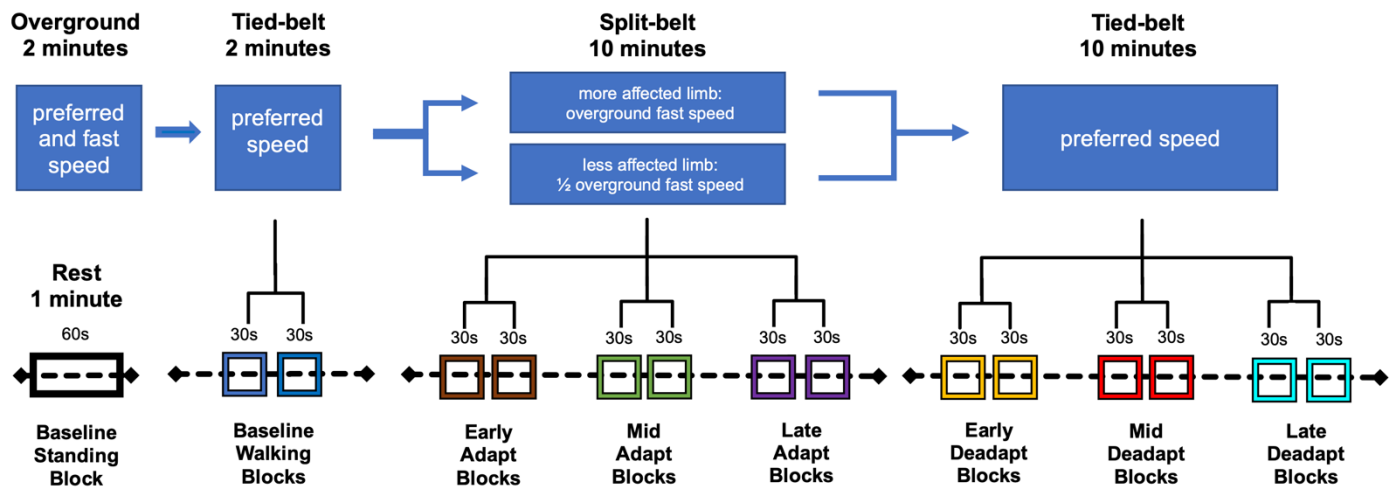 Overground
2 minutes
Tied-belt
2 minutes
Split-belt
10 minutes
Tied-belt
10 minutes
preferred
and fast
speed
preferred
speed
more affected limb:
overground fast speed
less affected limb:
½ overground fast speed
preferred speed
Rest
1 minute
60s
30s 30s
30s 30s
30s 30s
30s 30s
30s 30s
30s 30s
30s 30s
Baseline
Standing
Block
Baseline
Walking
Blocks
Early
Adapt
Blocks
Mid
Adapt
Blocks
Late
Adapt
Blocks
Early
Deadapt
Blocks
Mid
Deadapt
Blocks
Late
Deadapt
Blocks